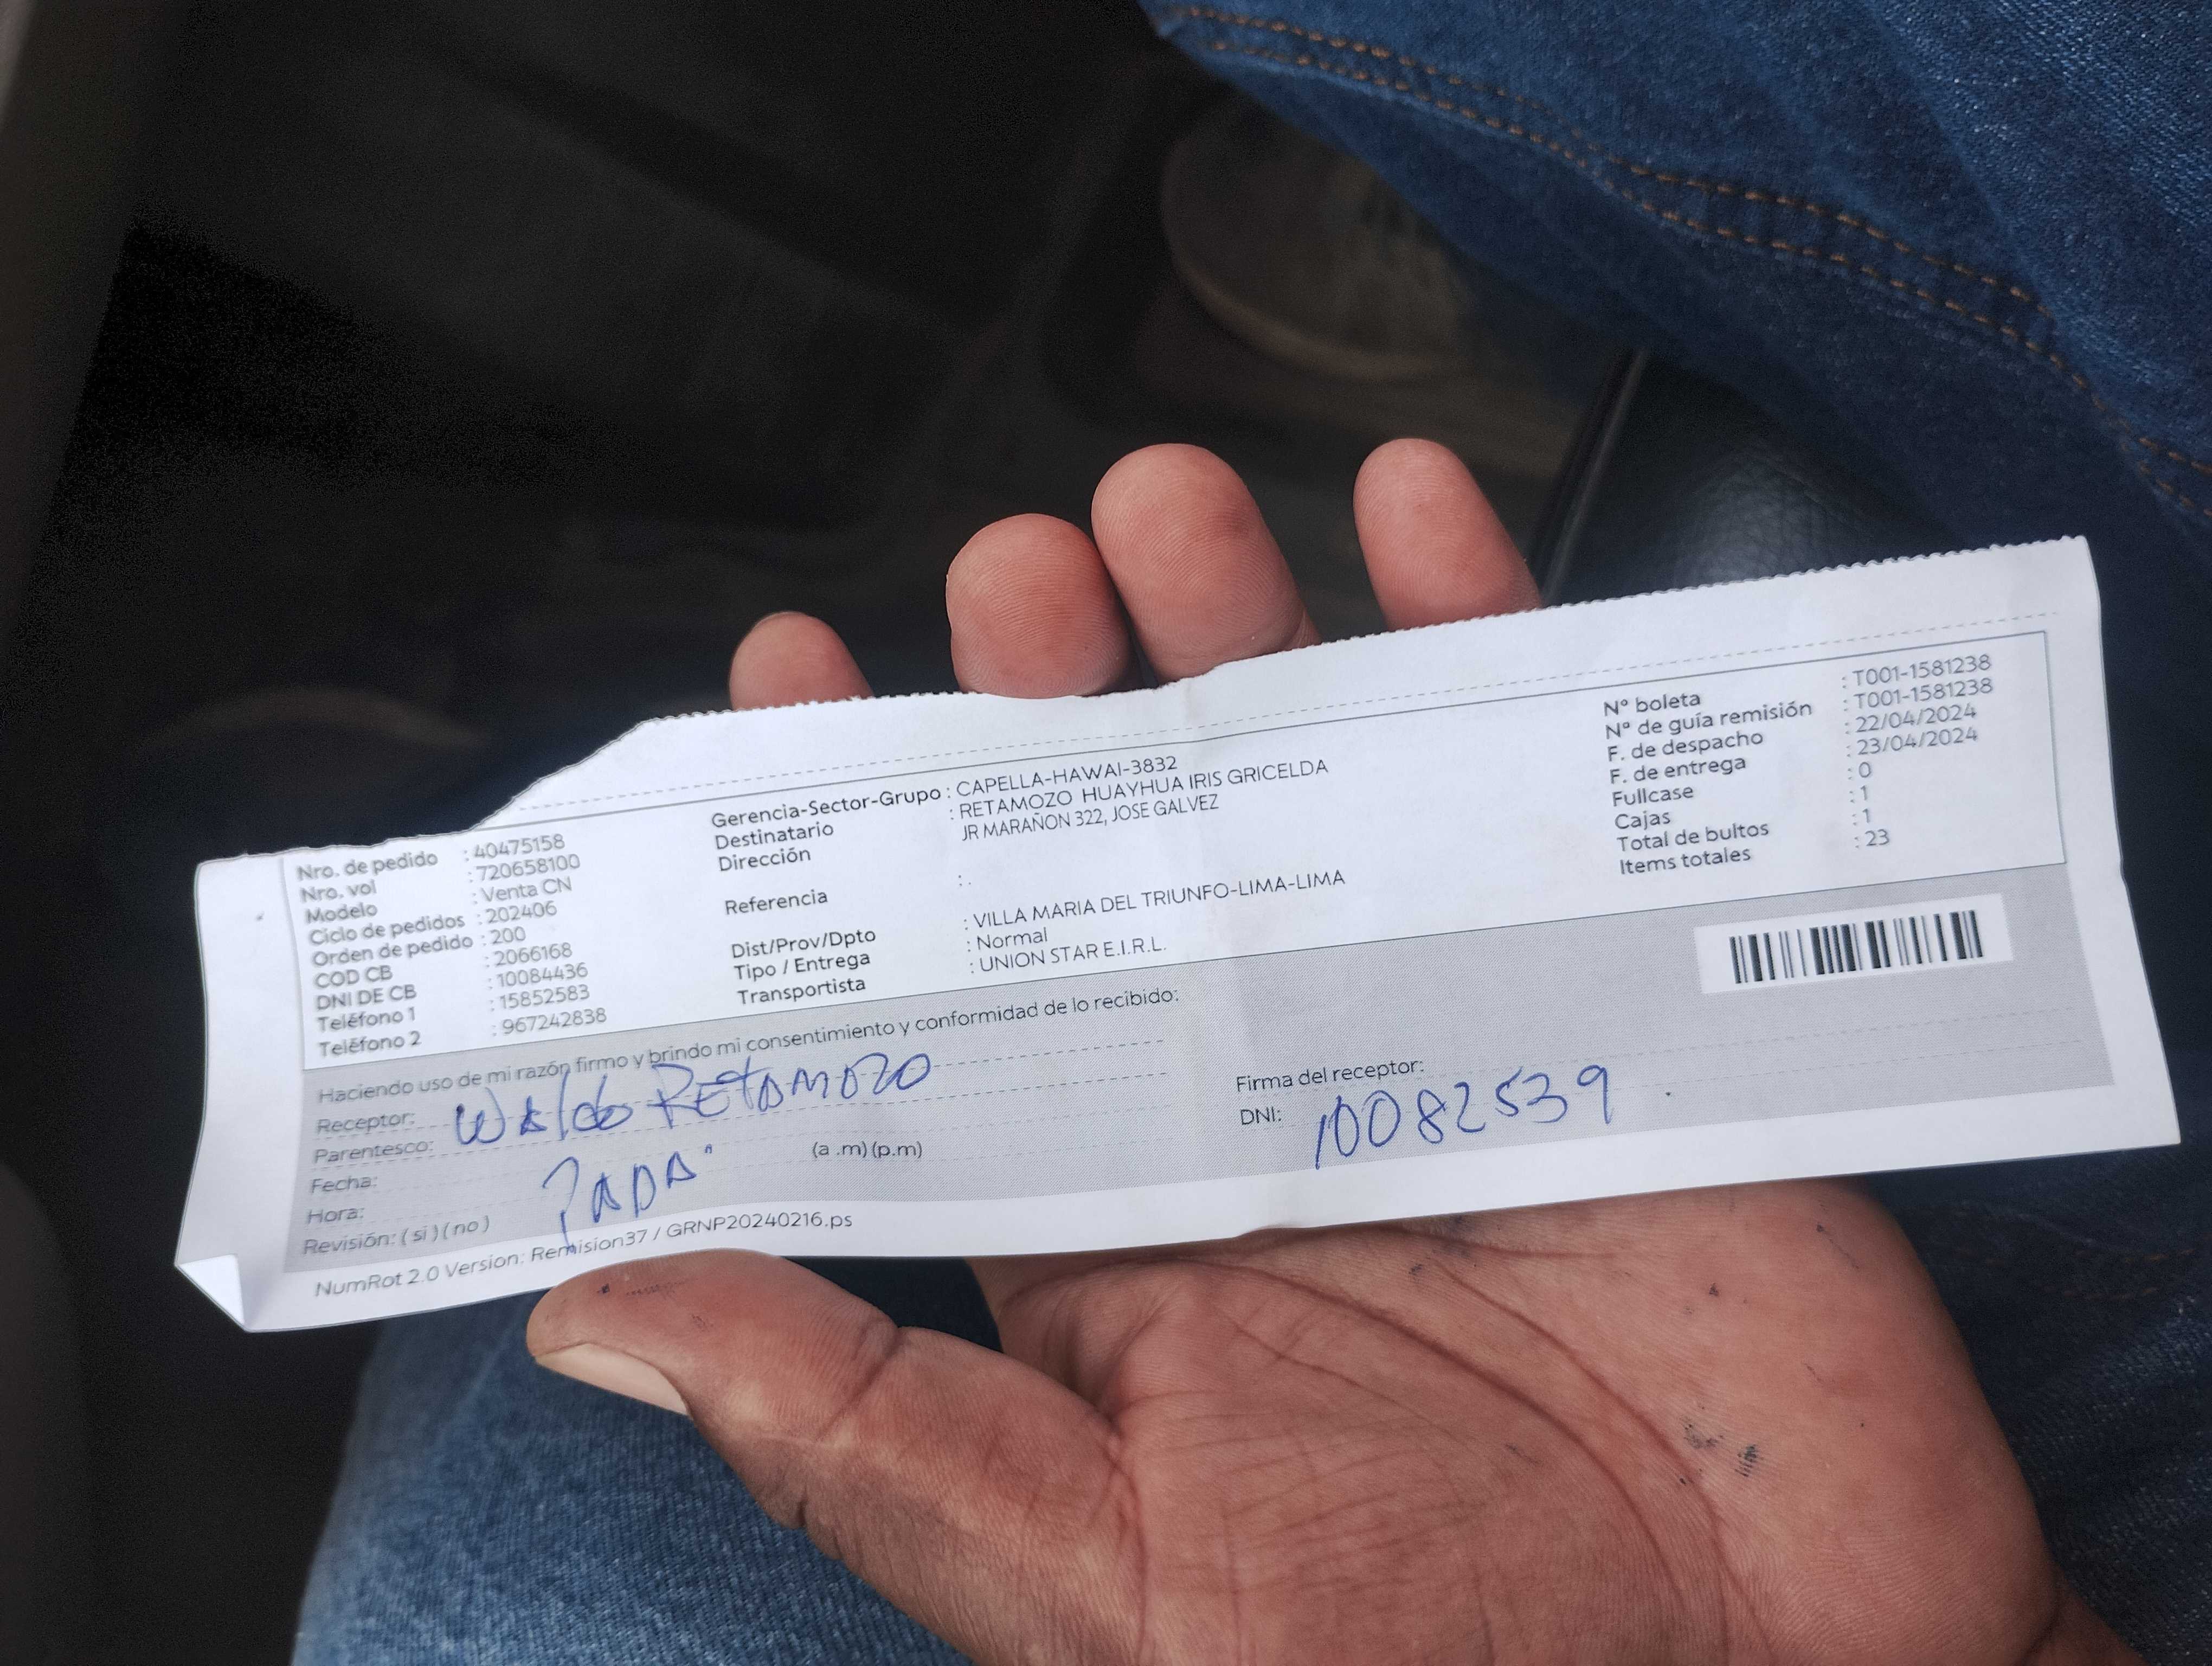 Nro. de pedido : 40475158
Nro. vol : 720658100
Modelo : Venta CN
Ciclo de pedidos : 202406
Orden de pedido : 200
COD CB : 2066168
DNI DE CB : 10084436
Teléfono 1 : 15852583
Teléfono 2 : 967242838
Gerencia-Sector-Grupo : CAPELLA-HAWAI-3832
Destinatario : RETAMOZO HUAYHUA IRIS GRICELDA
Dirección JR MARAÑON 322, JOSE GALVEZ
Referencia : .
Dist/Prov/Dpto : VILLA MARIA DEL TRIUNFO-LIMA-LIMA
Tipo / Entrega : Normal
Transportista : UNION STAR E.I.R.L.
Nº boleta : T001-1581238
Nº de guía remisión : T001-1581238
F. de despacho : 22/04/2024
F. de entrega : 23/04/2024
Fullcase : 0
Cajas : 1
Total de bultos : 1
Items totales : 23
Haciendo uso de mi razón firmo y brindo mi consentimiento y conformidad de lo recibido:
Receptor: Waldo RETAMOZO
Parentesco: PAPA
Fecha:
Hora: (a .m) (p.m)
Revisión: ( si ) ( no )
Firma del receptor:
DNI: 10082539
NumRot 2.0 Version: Remision37 / GRNP20240216.ps